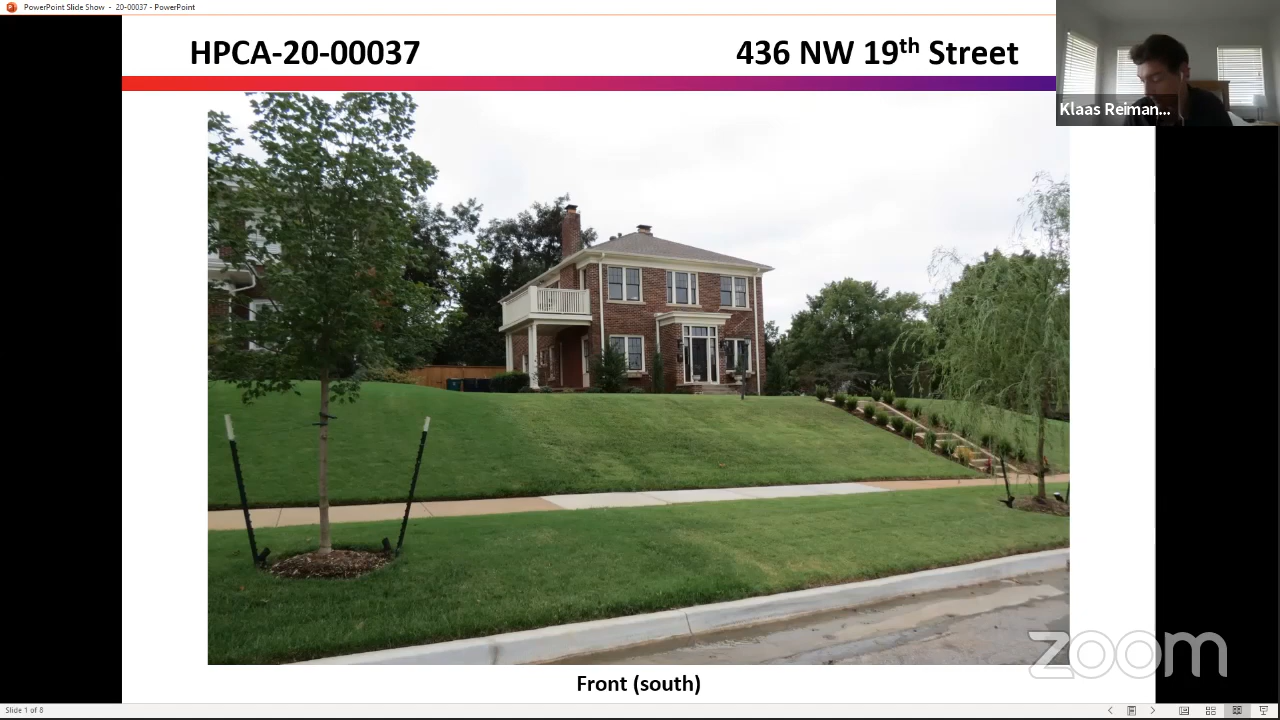 PowerPoint Slide Show - 20-00037 - PowerPoint
HPCA-20-00037
436 NW 19th Street
Klaas Reiman...
zoom
Front (south)
Slide 1 of 8